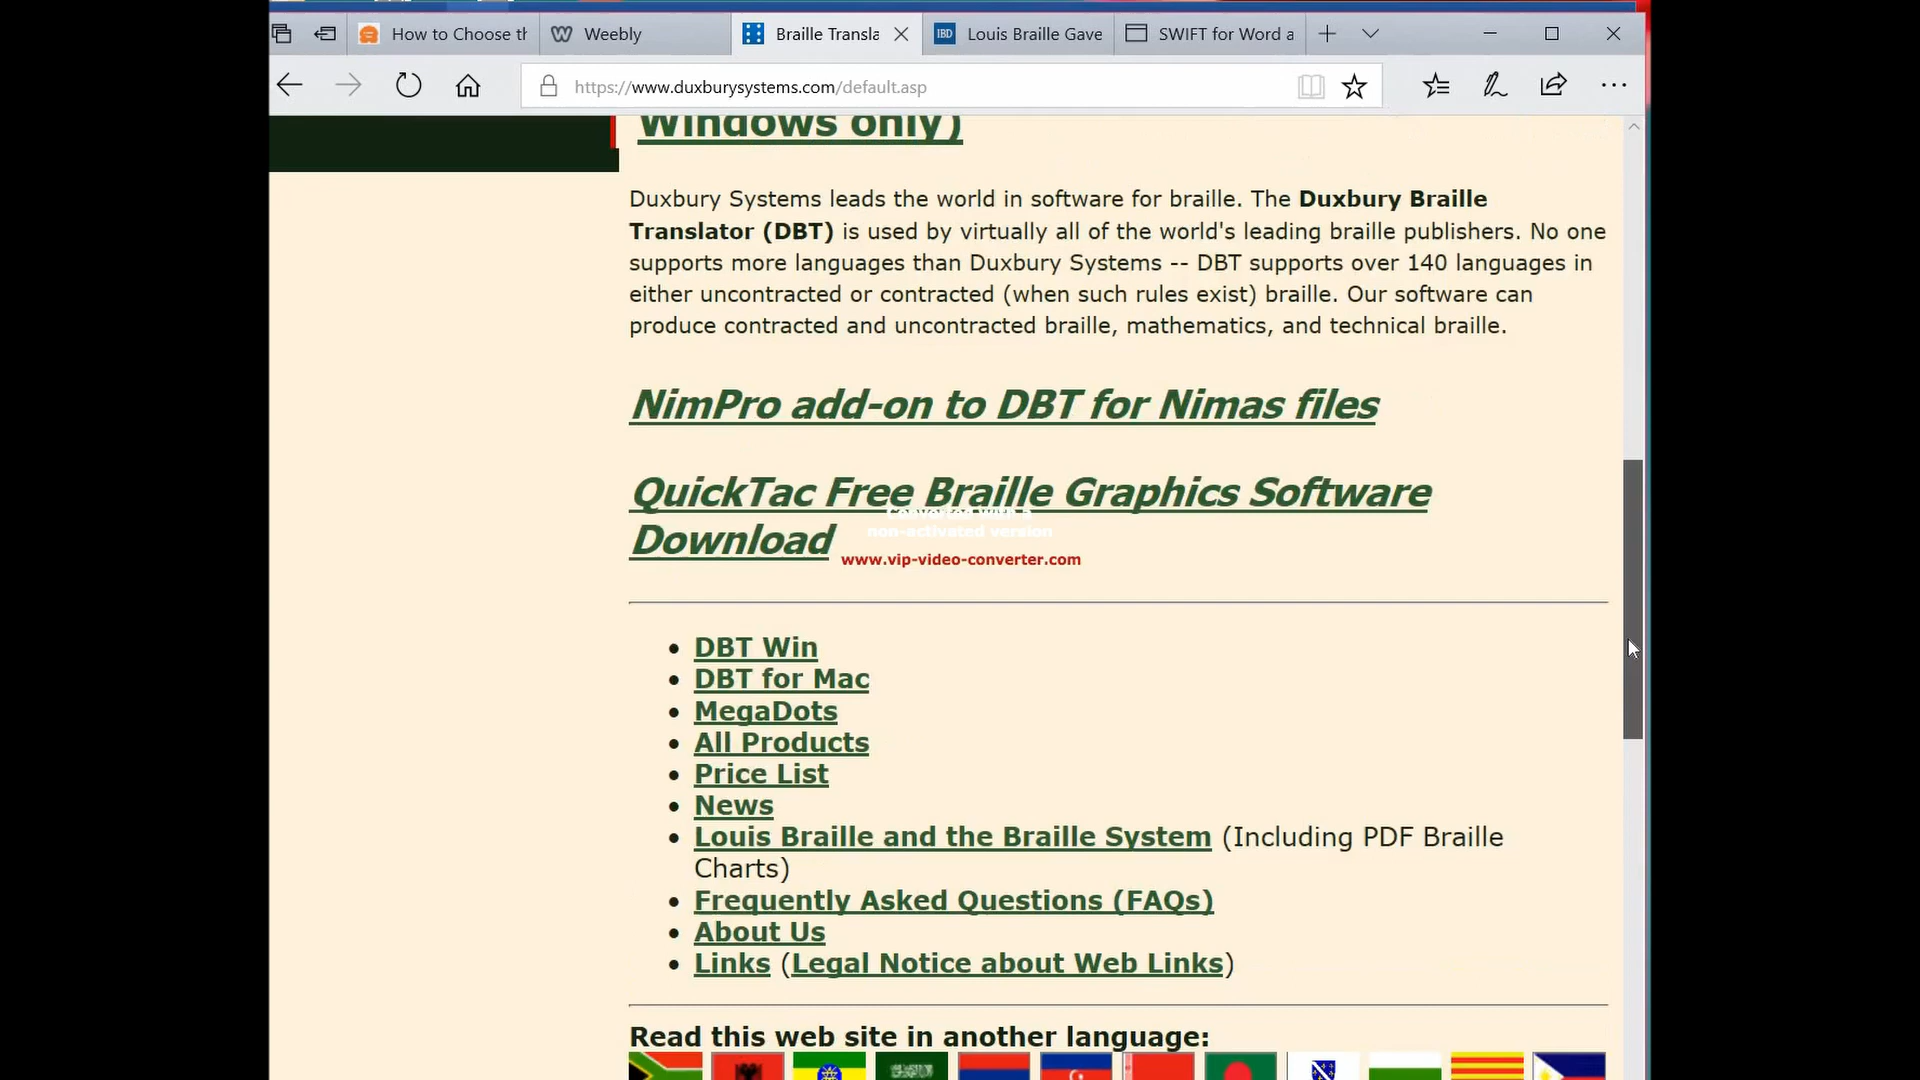 How to Choose th
Weebly
Braille Transla
IBD
Louis Braille Gave
SWIFT for Word a
https://www.duxburysystems.com/default.asp
Windows only)
Duxbury Systems leads the world in software for braille. The Duxbury Braille
Translator (DBT) is used by virtually all of the world's leading braille publishers. No one
supports more languages than Duxbury Systems -- DBT supports over 140 languages in
either uncontracted or contracted (when such rules exist) braille. Our software can
produce contracted and uncontracted braille, mathematics, and technical braille.
NimPro add-on to DBT for Nimas files
QuickTac Free Braille Graphics Software
Download
Converted with a
non-activated version
www.vip-video-converter.com
• DBT Win
• DBT for Mac
• MegaDots
• All Products
• Price List
• News
• Louis Braille and the Braille System (Including PDF Braille
Charts)
• Frequently Asked Questions (FAQs)
• About Us
• Links (Legal Notice about Web Links)
Read this web site in another language: